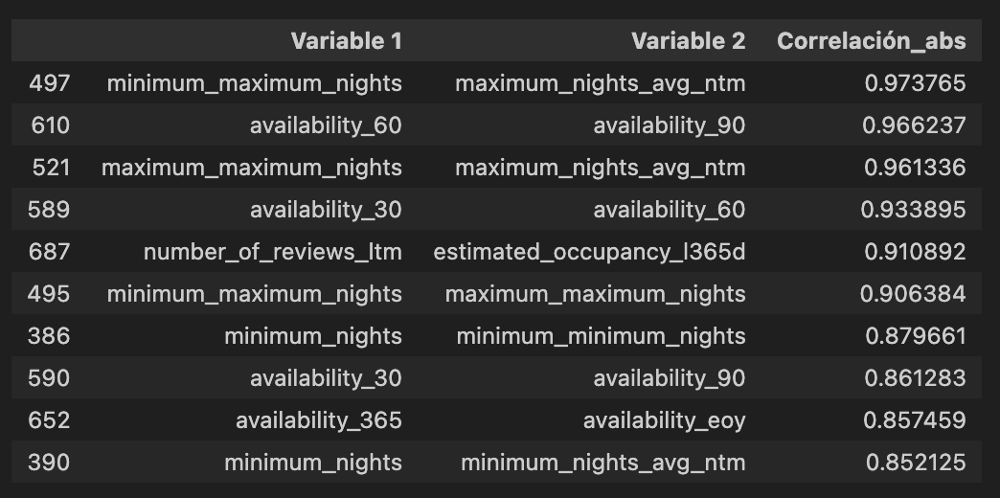 Variable 1 Variable 2 Correlación_abs
497 minimum_maximum_nights maximum_nights_avg_ntm 0.973765
610 availability_60 availability_90 0.966237
521 maximum_maximum_nights maximum_nights_avg_ntm 0.961336
589 availability_30 availability_60 0.933895
687 number_of_reviews_ltm estimated_occupancy_l365d 0.910892
495 minimum_maximum_nights maximum_maximum_nights 0.906384
386 minimum_nights minimum_minimum_nights 0.879661
590 availability_30 availability_90 0.861283
652 availability_365 availability_eoy 0.857459
390 minimum_nights minimum_nights_avg_ntm 0.852125